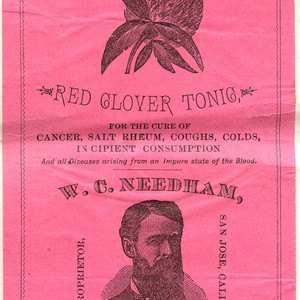 RED CLOVER TONIC,
FOR THE CURE OF
CANCER, SALT RHEUM, COUGHS, COLDS,
INCIPIENT CONSUMPTION
And all Diseases arising from an Impure state of the Blood.
W. C. NEEDHAM,
PROPRIETOR,
SAN JOSE, CALI